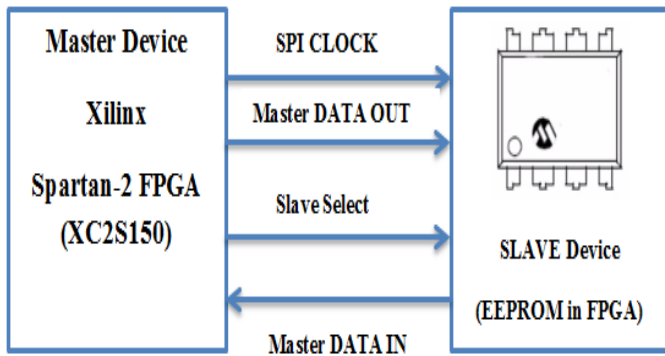 Master Device
Xilinx
Spartan-2 FPGA
(XC2S150)
SPI CLOCK
Master DATA OUT
Slave Select
Master DATA IN
SLAVE Device
(EEPROM in FPGA)